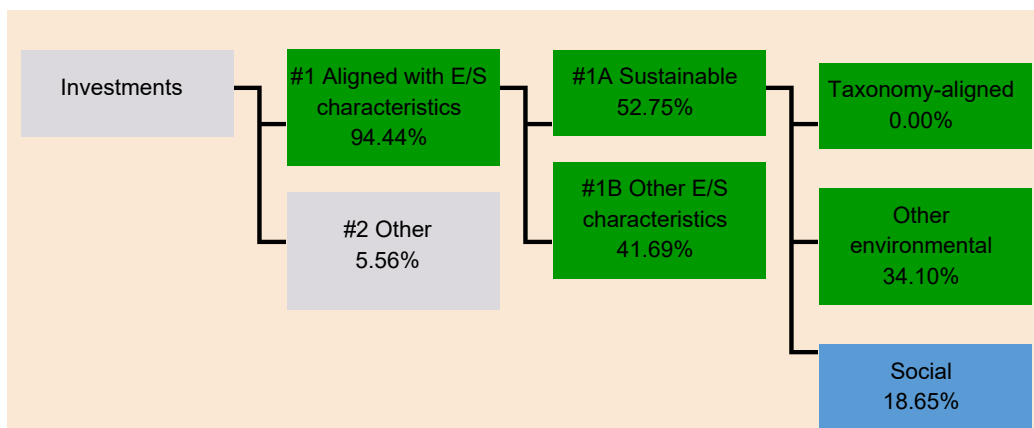 Investments
#1 Aligned with E/S
characteristics
94.44%
#2 Other
5.56%
#1A Sustainable
52.75%
#1B Other E/S
characteristics
41.69%
Taxonomy-aligned
0.00%
Other
environmental
34.10%
Social
18.65%